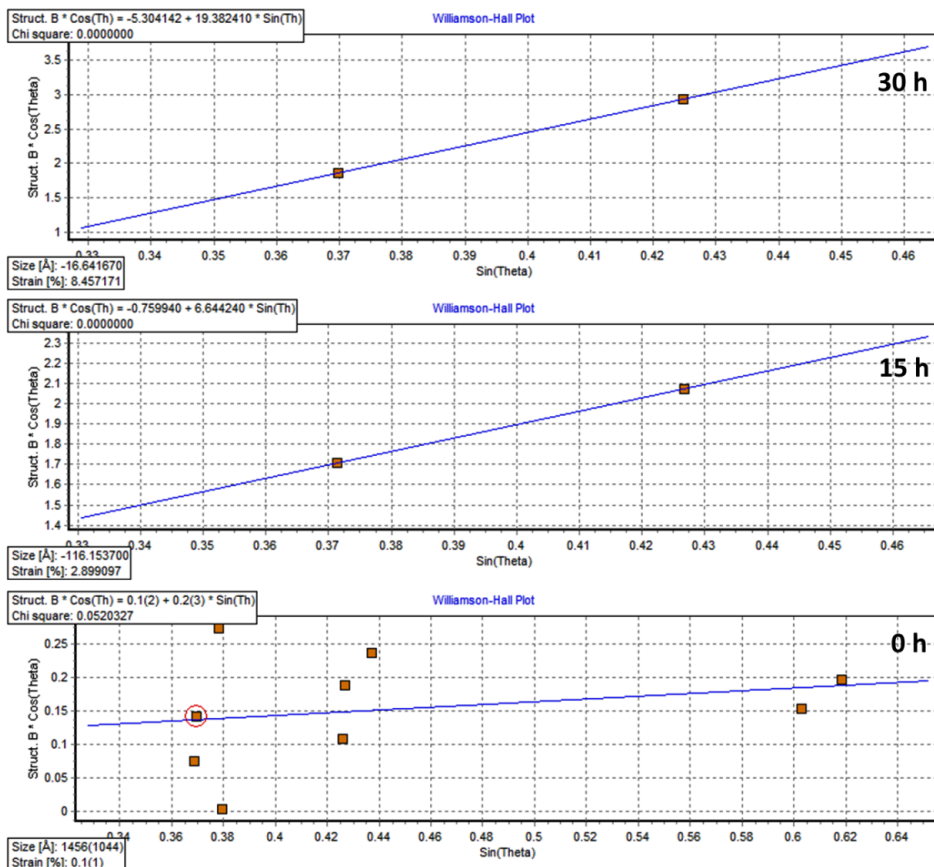 Struct. B * Cos(Th) = -5.304142 + 19.382410 * Sin(Th)
Chi square: 0.0000000
Williamson-Hall Plot
30 h
Struct. B * Cos(Theta)
3.5
3
2.5
2
1.5
1
0.33 0.34 0.35 0.36 0.37 0.38 0.39 0.4 0.41 0.42 0.43 0.44 0.45 0.46
Sin(Theta)
Size [Å]: -16.641670
Strain [%]: 8.457171
Struct. B * Cos(Th) = -0.759940 + 6.644240 * Sin(Th)
Chi square: 0.0000000
Williamson-Hall Plot
15 h
Struct. B * Cos(Theta)
2.3
2.2
2.1
2
1.9
1.8
1.7
1.6
1.5
1.4
0.33 0.34 0.35 0.36 0.37 0.38 0.39 0.4 0.41 0.42 0.43 0.44 0.45 0.46
Sin(Theta)
Size [Å]: -116.153700
Strain [%]: 2.899097
Struct. B * Cos(Th) = 0.1(2) + 0.2(3) * Sin(Th)
Chi square: 0.0520327
Williamson-Hall Plot
0 h
Struct. B * Cos(Theta)
0.25
0.2
0.15
0.1
0.05
0
0.34 0.36 0.38 0.4 0.42 0.44 0.46 0.48 0.5 0.52 0.54 0.56 0.58 0.6 0.62 0.64
Sin(Theta)
Size [Å]: 1456(1044)
Strain [%]: 0.1(1)